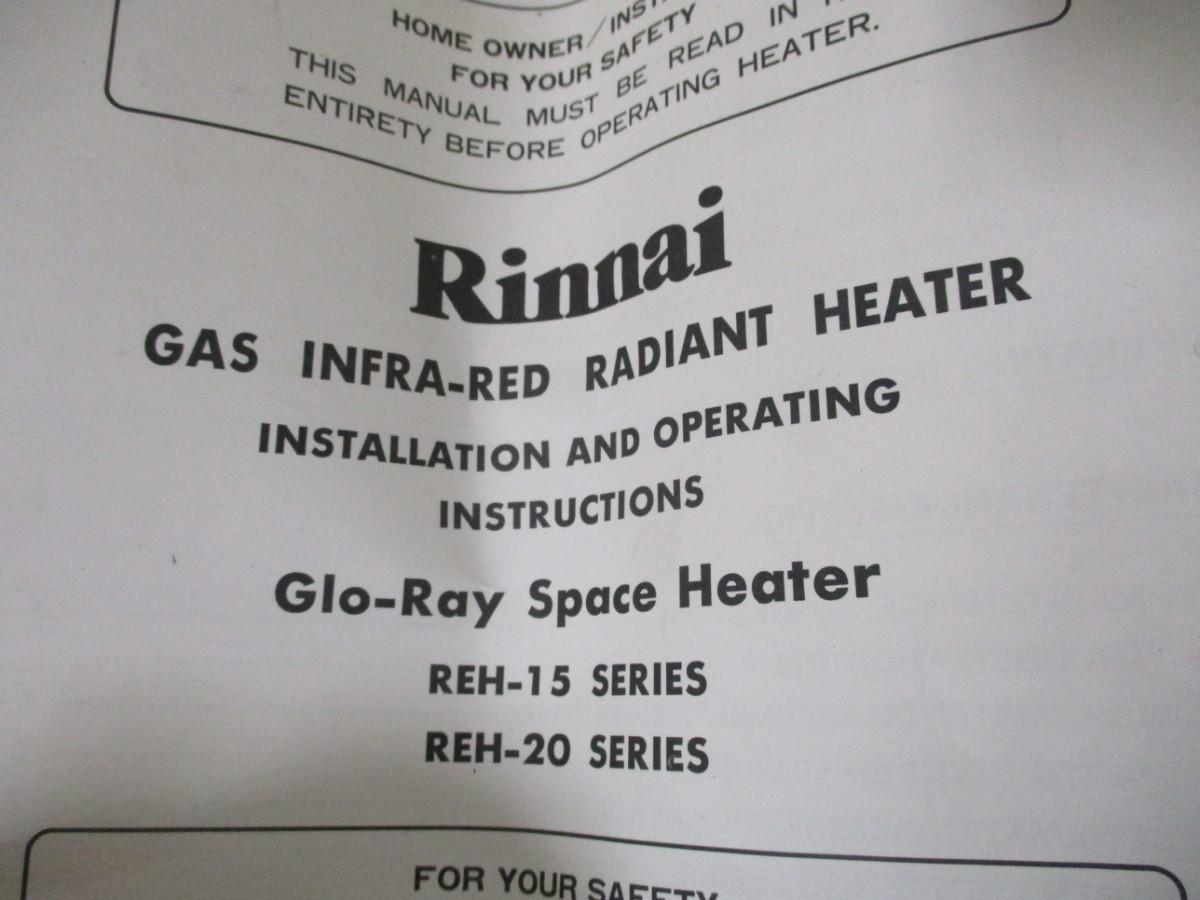 HOME OWNER/
FOR YOUR SAFETY
THIS MANUAL MUST BE READ IN
ENTIRETY BEFORE OPERATING HEATER.
Rinnai
GAS INFRA-RED RADIANT HEATER
INSTALLATION AND OPERATING
INSTRUCTIONS
Glo-Ray Space Heater
REH-15 SERIES
REH-20 SERIES
FOR YOUR SAFETY